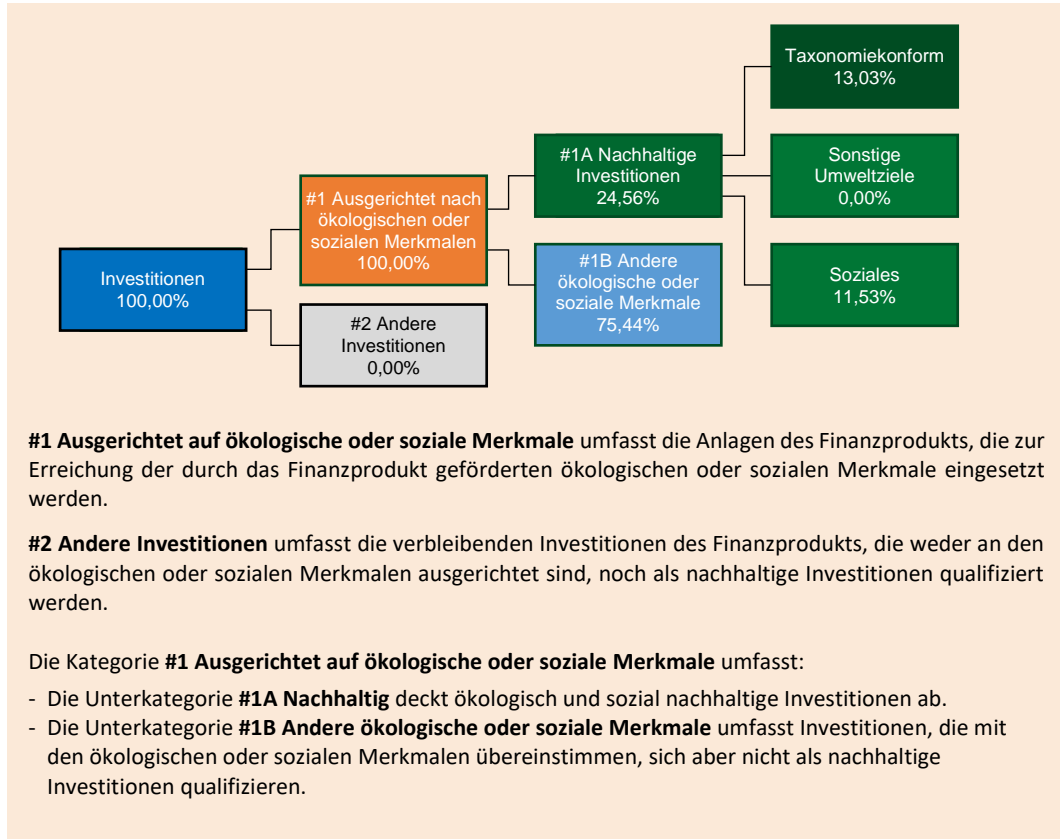 Taxonomiekonform
13,03%
#1A Nachhaltige
Investitionen
24,56%
Sonstige
Umweltziele
0,00%
#1 Ausgerichtet nach
ökologischen oder
sozialen Merkmalen
100,00%
#1B Andere
ökologische oder
soziale Merkmale
75,44%
Soziales
11,53%
Investitionen
100,00%
#2 Andere
Investitionen
0,00%
#1 Ausgerichtet auf ökologische oder soziale Merkmale umfasst die Anlagen des Finanzprodukts, die zur
Erreichung der durch das Finanzprodukt geförderten ökologischen oder sozialen Merkmale eingesetzt
werden.
#2 Andere Investitionen umfasst die verbleibenden Investitionen des Finanzprodukts, die weder an den
ökologischen oder sozialen Merkmalen ausgerichtet sind, noch als nachhaltige Investitionen qualifiziert
werden.
Die Kategorie #1 Ausgerichtet auf ökologische oder soziale Merkmale umfasst:
- Die Unterkategorie #1A Nachhaltig deckt ökologisch und sozial nachhaltige Investitionen ab.
- Die Unterkategorie #1B Andere ökologische oder soziale Merkmale umfasst Investitionen, die mit
den ökologischen oder sozialen Merkmalen übereinstimmen, sich aber nicht als nachhaltige
Investitionen qualifizieren.